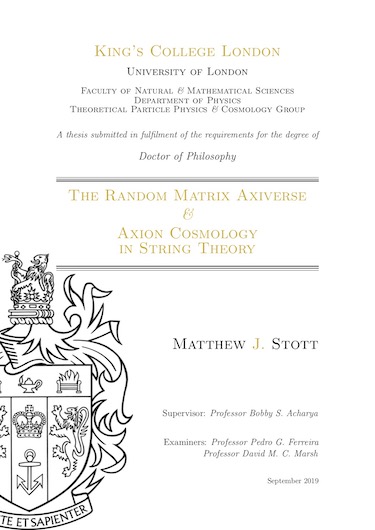 King's College London
University of London
Faculty of Natural & Mathematical Sciences
Department of Physics
Theoretical Particle Physics & Cosmology Group
A thesis submitted in fulfilment of the requirements for the degree of
Doctor of Philosophy
The Random Matrix Axiverse
&
Axion Cosmology
in String Theory
Matthew J. Stott
Supervisor: Professor Bobby S. Acharya
Examiners: Professor Pedro G. Ferreira
Professor David M. C. Marsh
September 2019
TE ET SAPIENTER